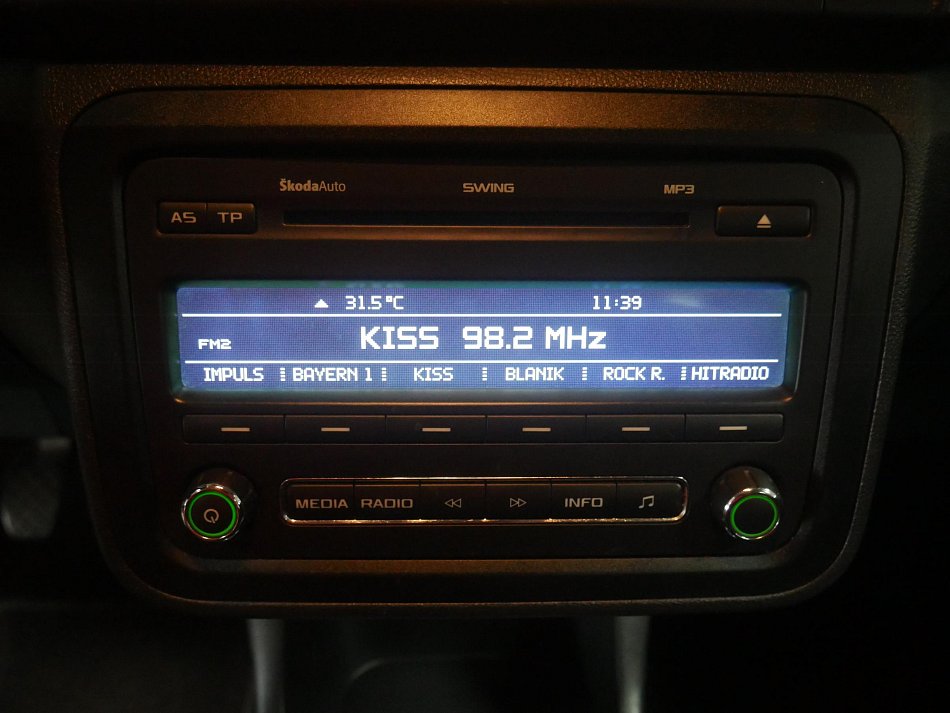 ŠkodaAuto SWING MP3
AS TP
31.5°C 11:39
FM2 KISS 98.2 MHz
IMPULS BAYERN 1 KISS BLANIK ROCK R. HITRADIO
MEDIA RADIO INFO